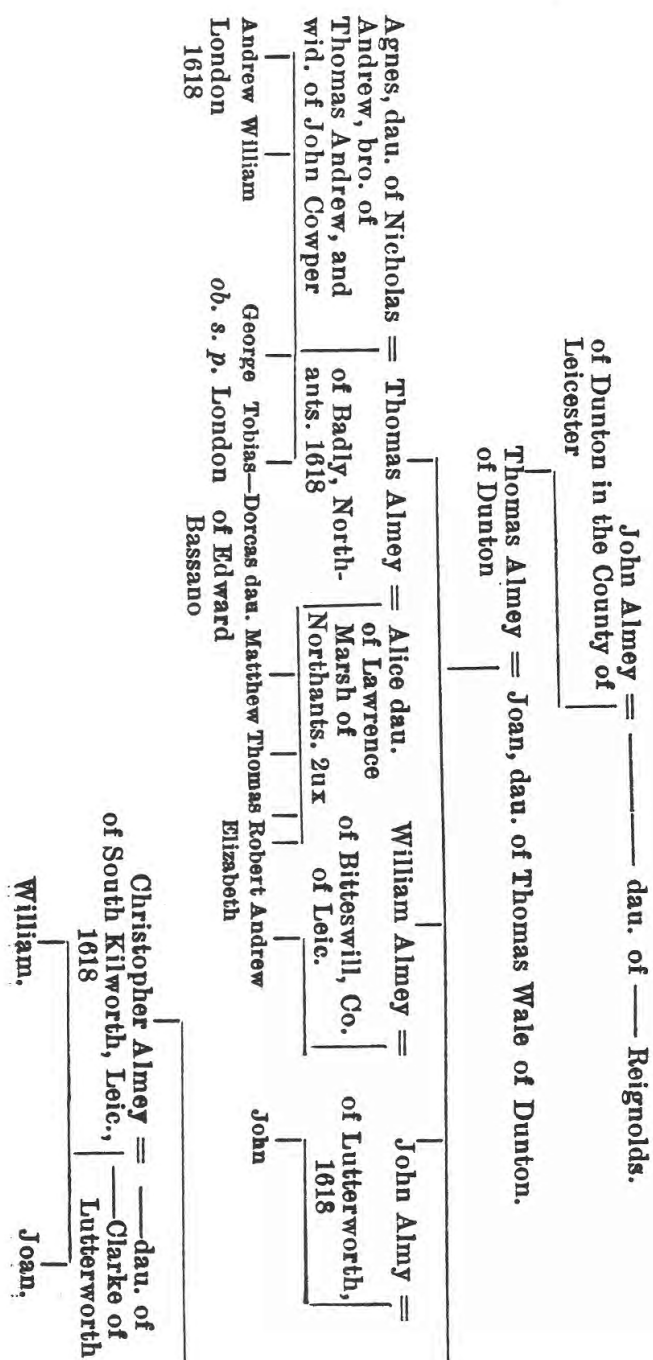 John Almey = ——— dau. of — Reignolds.
of Dunton in the County of
Leicester
Thomas Almey = Joan, dau. of Thomas Wale of Dunton.
of Dunton
Agnes, dau. of Nicholas = Thomas Almey = Alice dau.
Andrew, bro. of
Thomas Andrew, and
wid. of John Cowper
of Badly, North-
ants. 1618
of Lawrence
Marsh of
Northants. 2ux
William Almey =
of Bitteswill, Co.
of Leic.
John Almy =
of Lutterworth,
1618
Andrew William
London
1618
George Tobias—Dorcas dau. Matthew Thomas Robert Andrew
ob. s. p. London of Edward
Bassano
Elizabeth
John
Christopher Almey = —dau. of
of South Kilworth, Leic.,
1618
—Clarke of
Lutterworth
William.
Joan.